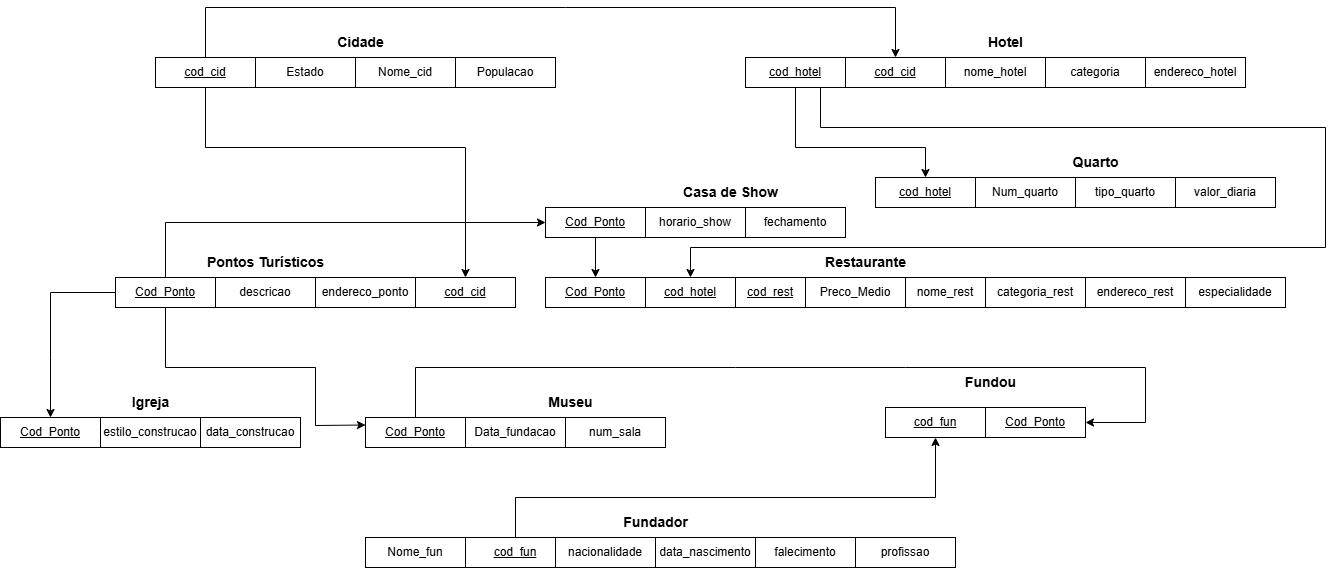 Cidade
cod_cid Estado Nome_cid Populacao
Hotel
cod_hotel cod_cid nome_hotel categoria endereco_hotel
Quarto
cod_hotel Num_quarto tipo_quarto valor_diaria
Casa de Show
Cod_Ponto horario_show fechamento
Pontos Turísticos
Cod_Ponto descricao endereco_ponto cod_cid
Restaurante
Cod_Ponto cod_hotel cod_rest Preco_Medio nome_rest categoria_rest endereco_rest especialidade
Igreja
Cod_Ponto estilo_construcao data_construcao
Museu
Cod_Ponto Data_fundacao num_sala
Fundou
cod_fun Cod_Ponto
Fundador
Nome_fun cod_fun nacionalidade data_nascimento falecimento profissao